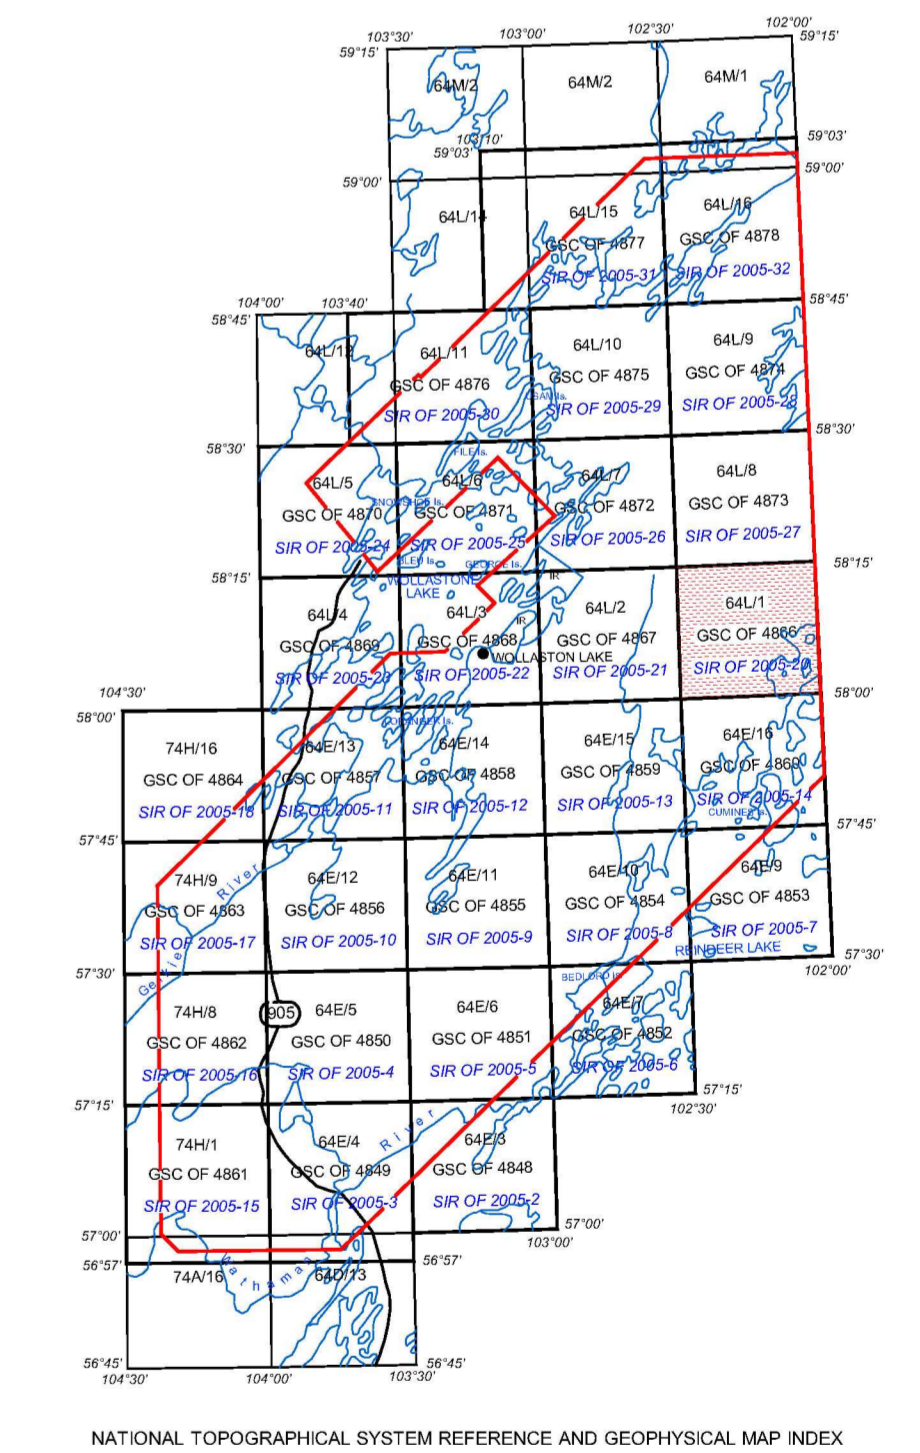 103°30'
103°00'
102°30'
102°00'
59°15'
59°15'
64M/2
64M/2
64M/1
103°10'
59°03'
59°03'
59°00'
59°00'
64L/14
64L/15
GSC OF 4877
SIR OF 2005-31
64L/16
GSC OF 4878
SIR OF 2005-32
104°00'
103°40'
58°45'
58°45'
64L/12
64L/11
GSC OF 4876
SIR OF 2005-30
64L/10
GSC OF 4875
SIR OF 2005-29
64L/9
GSC OF 4874
SIR OF 2005-28
58°30'
58°30'
FILE Is.
64L/5
GSC OF 4870
SIR OF 2005-24
SNOWSHOE Is.
64L/6
GSC OF 4871
SIR OF 2005-25
64L/7
GSC OF 4872
SIR OF 2005-26
64L/8
GSC OF 4873
SIR OF 2005-27
BLEU Is.
GEORGE Is.
58°15'
58°15'
WOLLASTONE
LAKE
IR
IR
64L/4
GSC OF 4869
SIR OF 2005-23
64L/3
GSC OF 4868
SIR OF 2005-22
WOLLASTON LAKE
64L/2
GSC OF 4867
SIR OF 2005-21
64L/1
GSC OF 4866
SIR OF 2005-20
104°30'
58°00'
58°00'
74H/16
GSC OF 4864
SIR OF 2005-18
64E/13
GSC OF 4857
SIR OF 2005-11
64E/14
GSC OF 4858
SIR OF 2005-12
64E/15
GSC OF 4859
SIR OF 2005-13
64E/16
GSC OF 4860
SIR OF 2005-14
CUMINES Is.
57°45'
57°45'
74H/9
GSC OF 4863
SIR OF 2005-17
Geikie River
64E/12
GSC OF 4856
SIR OF 2005-10
64E/11
GSC OF 4855
SIR OF 2005-9
64E/10
GSC OF 4854
SIR OF 2005-8
64E/9
GSC OF 4853
SIR OF 2005-7
REINDEER LAKE
57°30'
57°30'
102°00'
BEDLORD Is.
74H/8
GSC OF 4862
SIR OF 2005-16
905
64E/5
GSC OF 4850
SIR OF 2005-4
64E/6
GSC OF 4851
SIR OF 2005-5
64E/7
GSC OF 4852
SIR OF 2005-6
57°15'
57°15'
102°30'
74H/1
GSC OF 4861
SIR OF 2005-15
64E/4
GSC OF 4849
SIR OF 2005-3
64E/3
GSC OF 4848
SIR OF 2005-2
Wathaman River
57°00'
57°00'
103°00'
56°57'
56°57'
74A/16
64D/13
56°45'
56°45'
104°30'
104°00'
103°30'
NATIONAL TOPOGRAPHICAL SYSTEM REFERENCE AND GEOPHYSICAL MAP INDEX